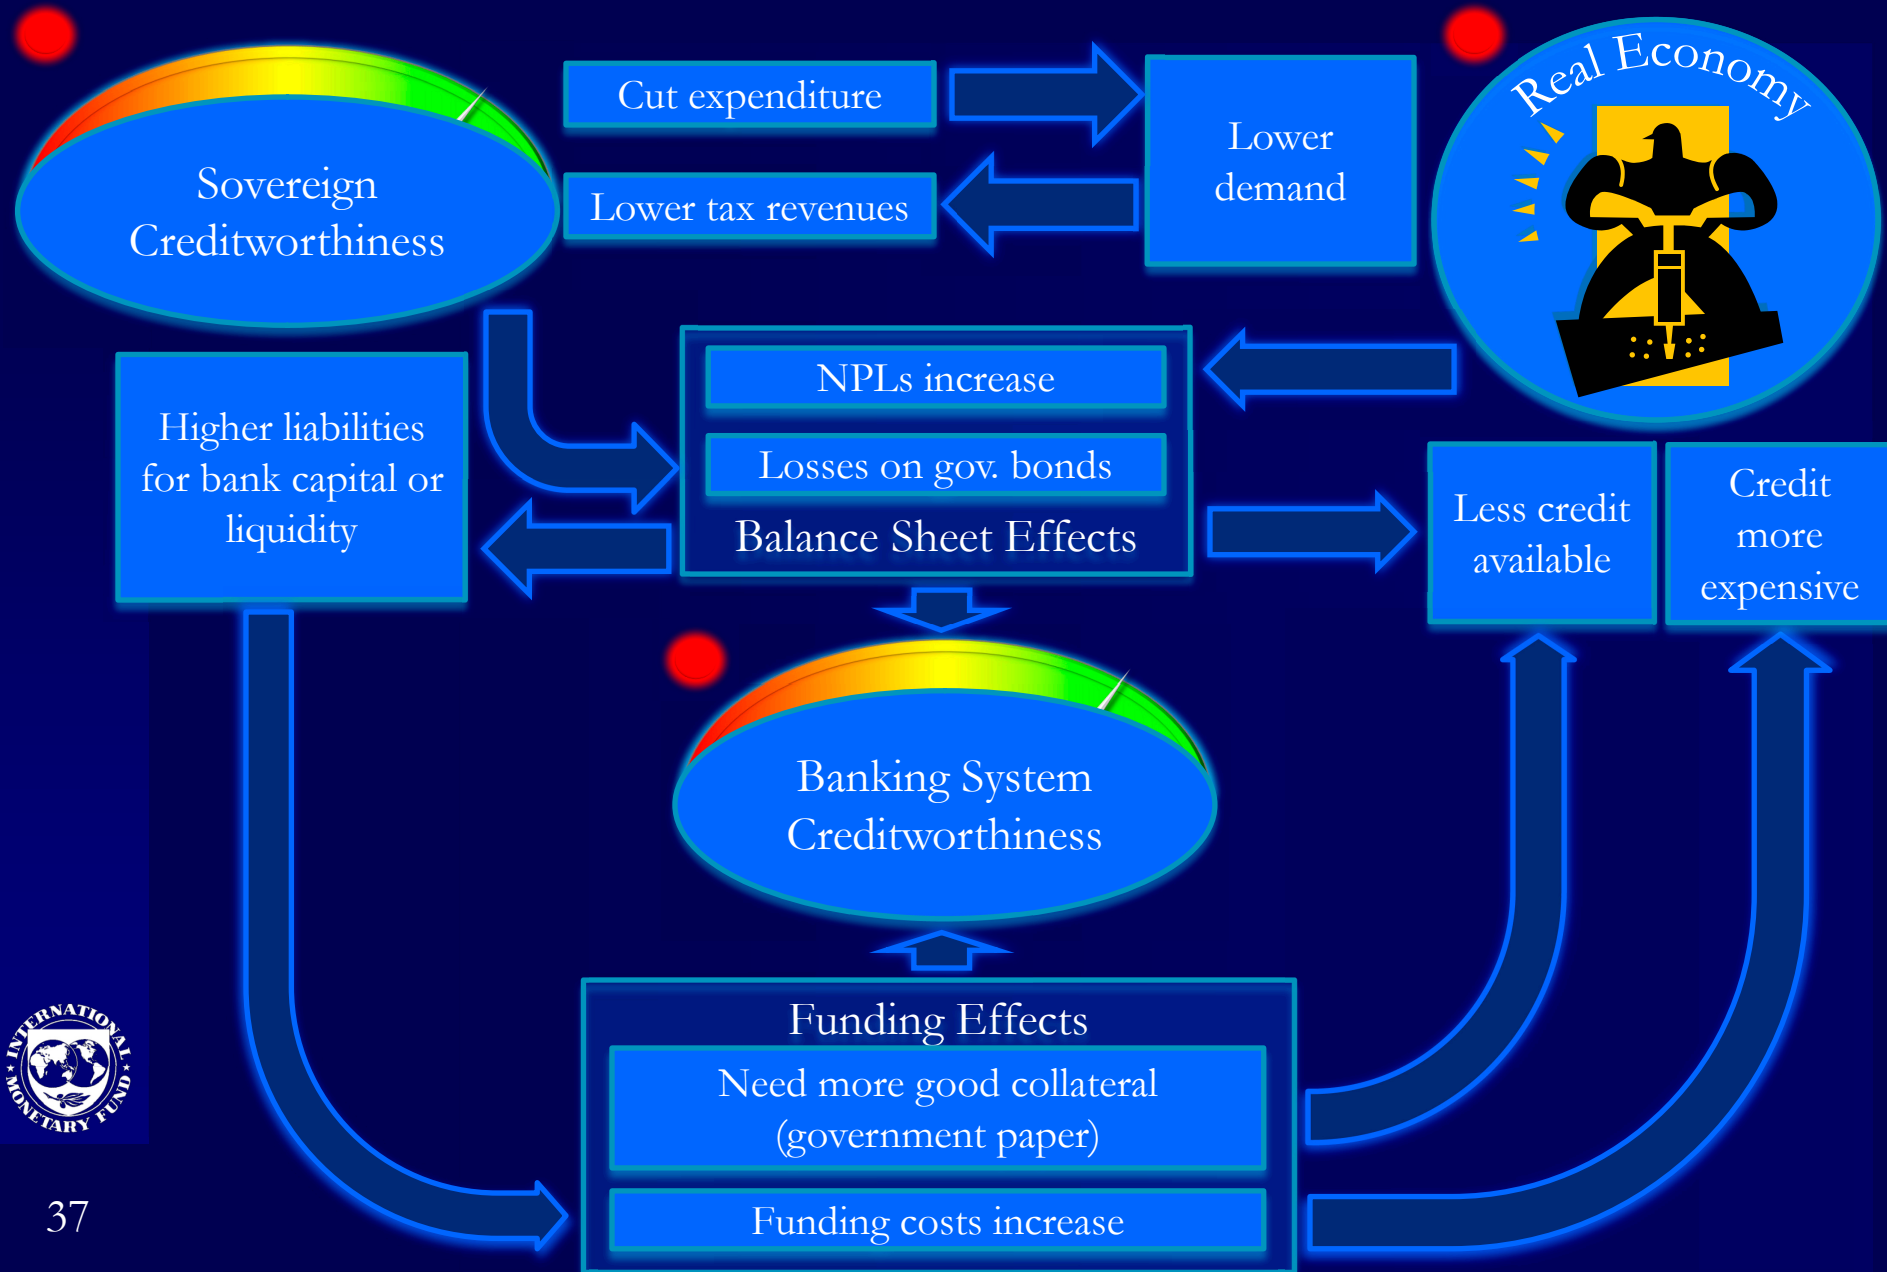 Cut expenditure
Lower tax revenues
Lower
demand
Real Economy
Sovereign
Creditworthiness
NPLs increase
Losses on gov. bonds
Balance Sheet Effects
Higher liabilities
for bank capital or
liquidity
Less credit
available
Credit
more
expensive
Banking System
Creditworthiness
Funding Effects
Need more good collateral
(government paper)
Funding costs increase
INTERNATIONAL MONETARY FUND
37